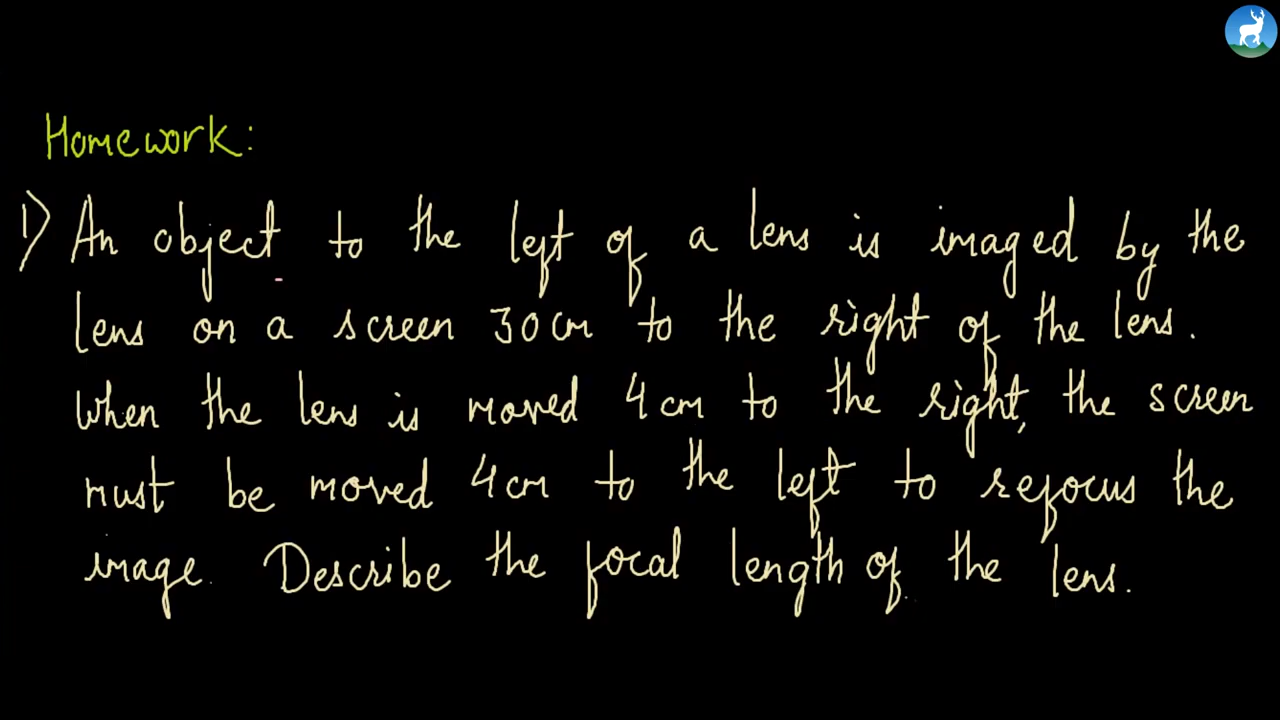 Homework:
1) An object to the left of a lens is imaged by the
lens on a screen 30cm to the right of the lens.
When the lens is moved 4cm to the right, the screen
must be moved 4cm to the left to refocus the
image. Describe the focal length of the lens.